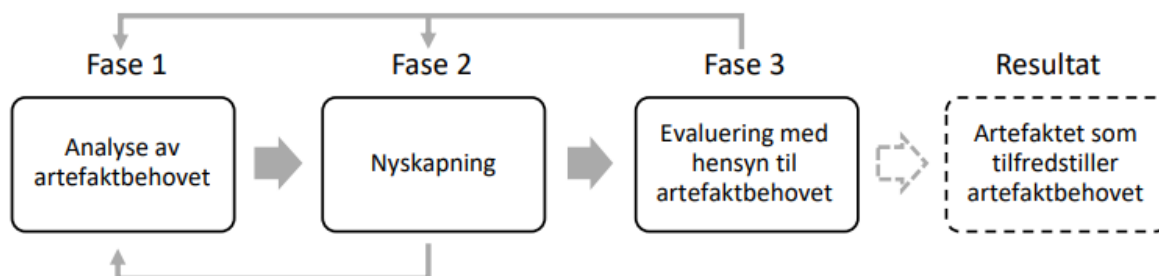 Fase 1
Fase 2
Fase 3
Resultat
Analyse av
artefaktbehovet
Nyskapning
Evaluering med
hensyn til
artefaktbehovet
Artefaktet som
tilfredstiller
artefaktbehovet